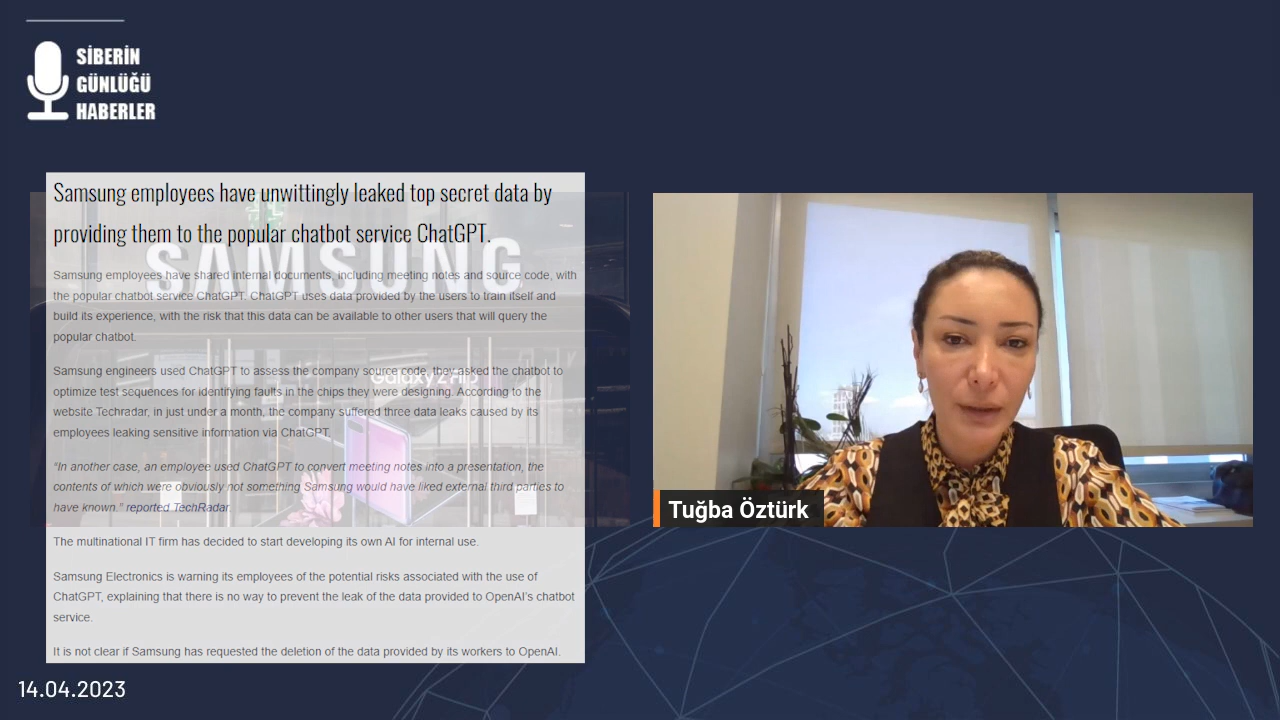 SİBERİN
GÜNLÜĞÜ
HABERLER
Samsung employees have unwittingly leaked top secret data by
providing them to the popular chatbot service ChatGPT.
SAMSUNG
Samsung employees have shared internal documents, including meeting notes and source code, with
the popular chatbot service ChatGPT. ChatGPT uses data provided by the users to train itself and
build its experience, with the risk that this data can be available to other users that will query the
popular chatbot.
Samsung engineers used ChatGPT to assess the company source code, they asked the chatbot to
Galaxy Z Flip
optimize test sequences for identifying faults in the chips they were designing. According to the
website Techradar, in just under a month, the company suffered three data leaks caused by its
employees leaking sensitive information via ChatGPT.
“In another case, an employee used ChatGPT to convert meeting notes into a presentation, the
contents of which were obviously not something Samsung would have liked external third parties to
have known.” reported TechRadar.
The multinational IT firm has decided to start developing its own AI for internal use.
Samsung Electronics is warning its employees of the potential risks associated with the use of
ChatGPT, explaining that there is no way to prevent the leak of the data provided to OpenAI’s chatbot
service.
It is not clear if Samsung has requested the deletion of the data provided by its workers to OpenAI.
Tuğba Öztürk
14.04.2023